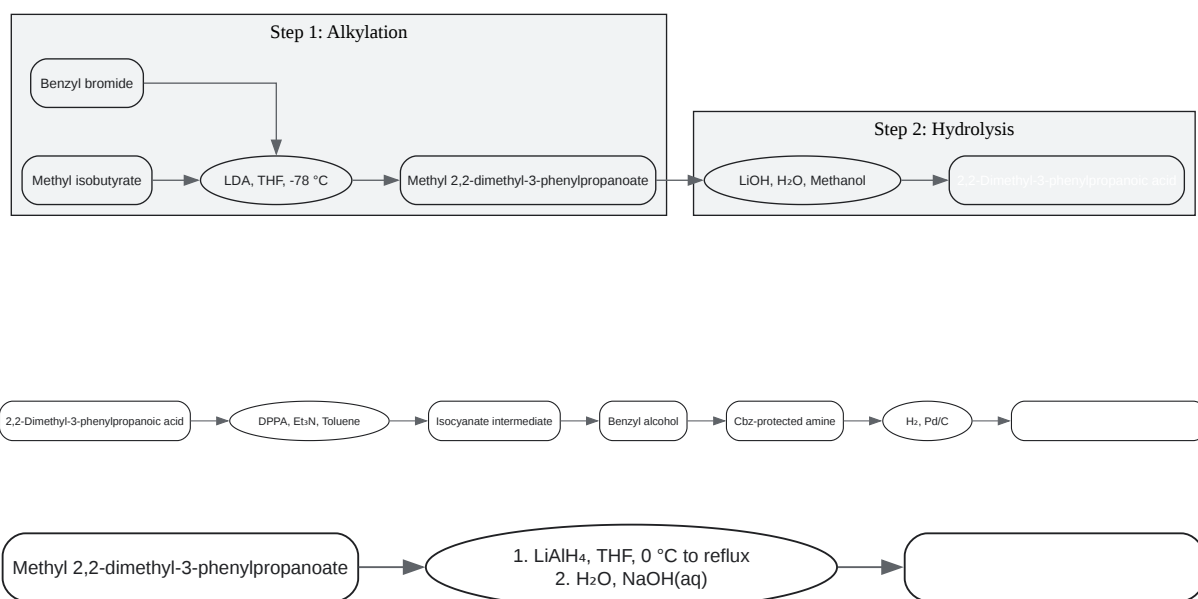 Step 1: Alkylation
Benzyl bromide
Methyl isobutyrate
LDA, THF, -78 °C
Methyl 2,2-dimethyl-3-phenylpropanoate
Step 2: Hydrolysis
LiOH, H₂O, Methanol
2,2-Dimethyl-3-phenylpropanoic acid
2,2-Dimethyl-3-phenylpropanoic acid
DPPA, Et₃N, Toluene
Isocyanate intermediate
Benzyl alcohol
Cbz-protected amine
H₂, Pd/C
Methyl 2,2-dimethyl-3-phenylpropanoate
1. LiAlH₄, THF, 0 °C to reflux
2. H₂O, NaOH(aq)